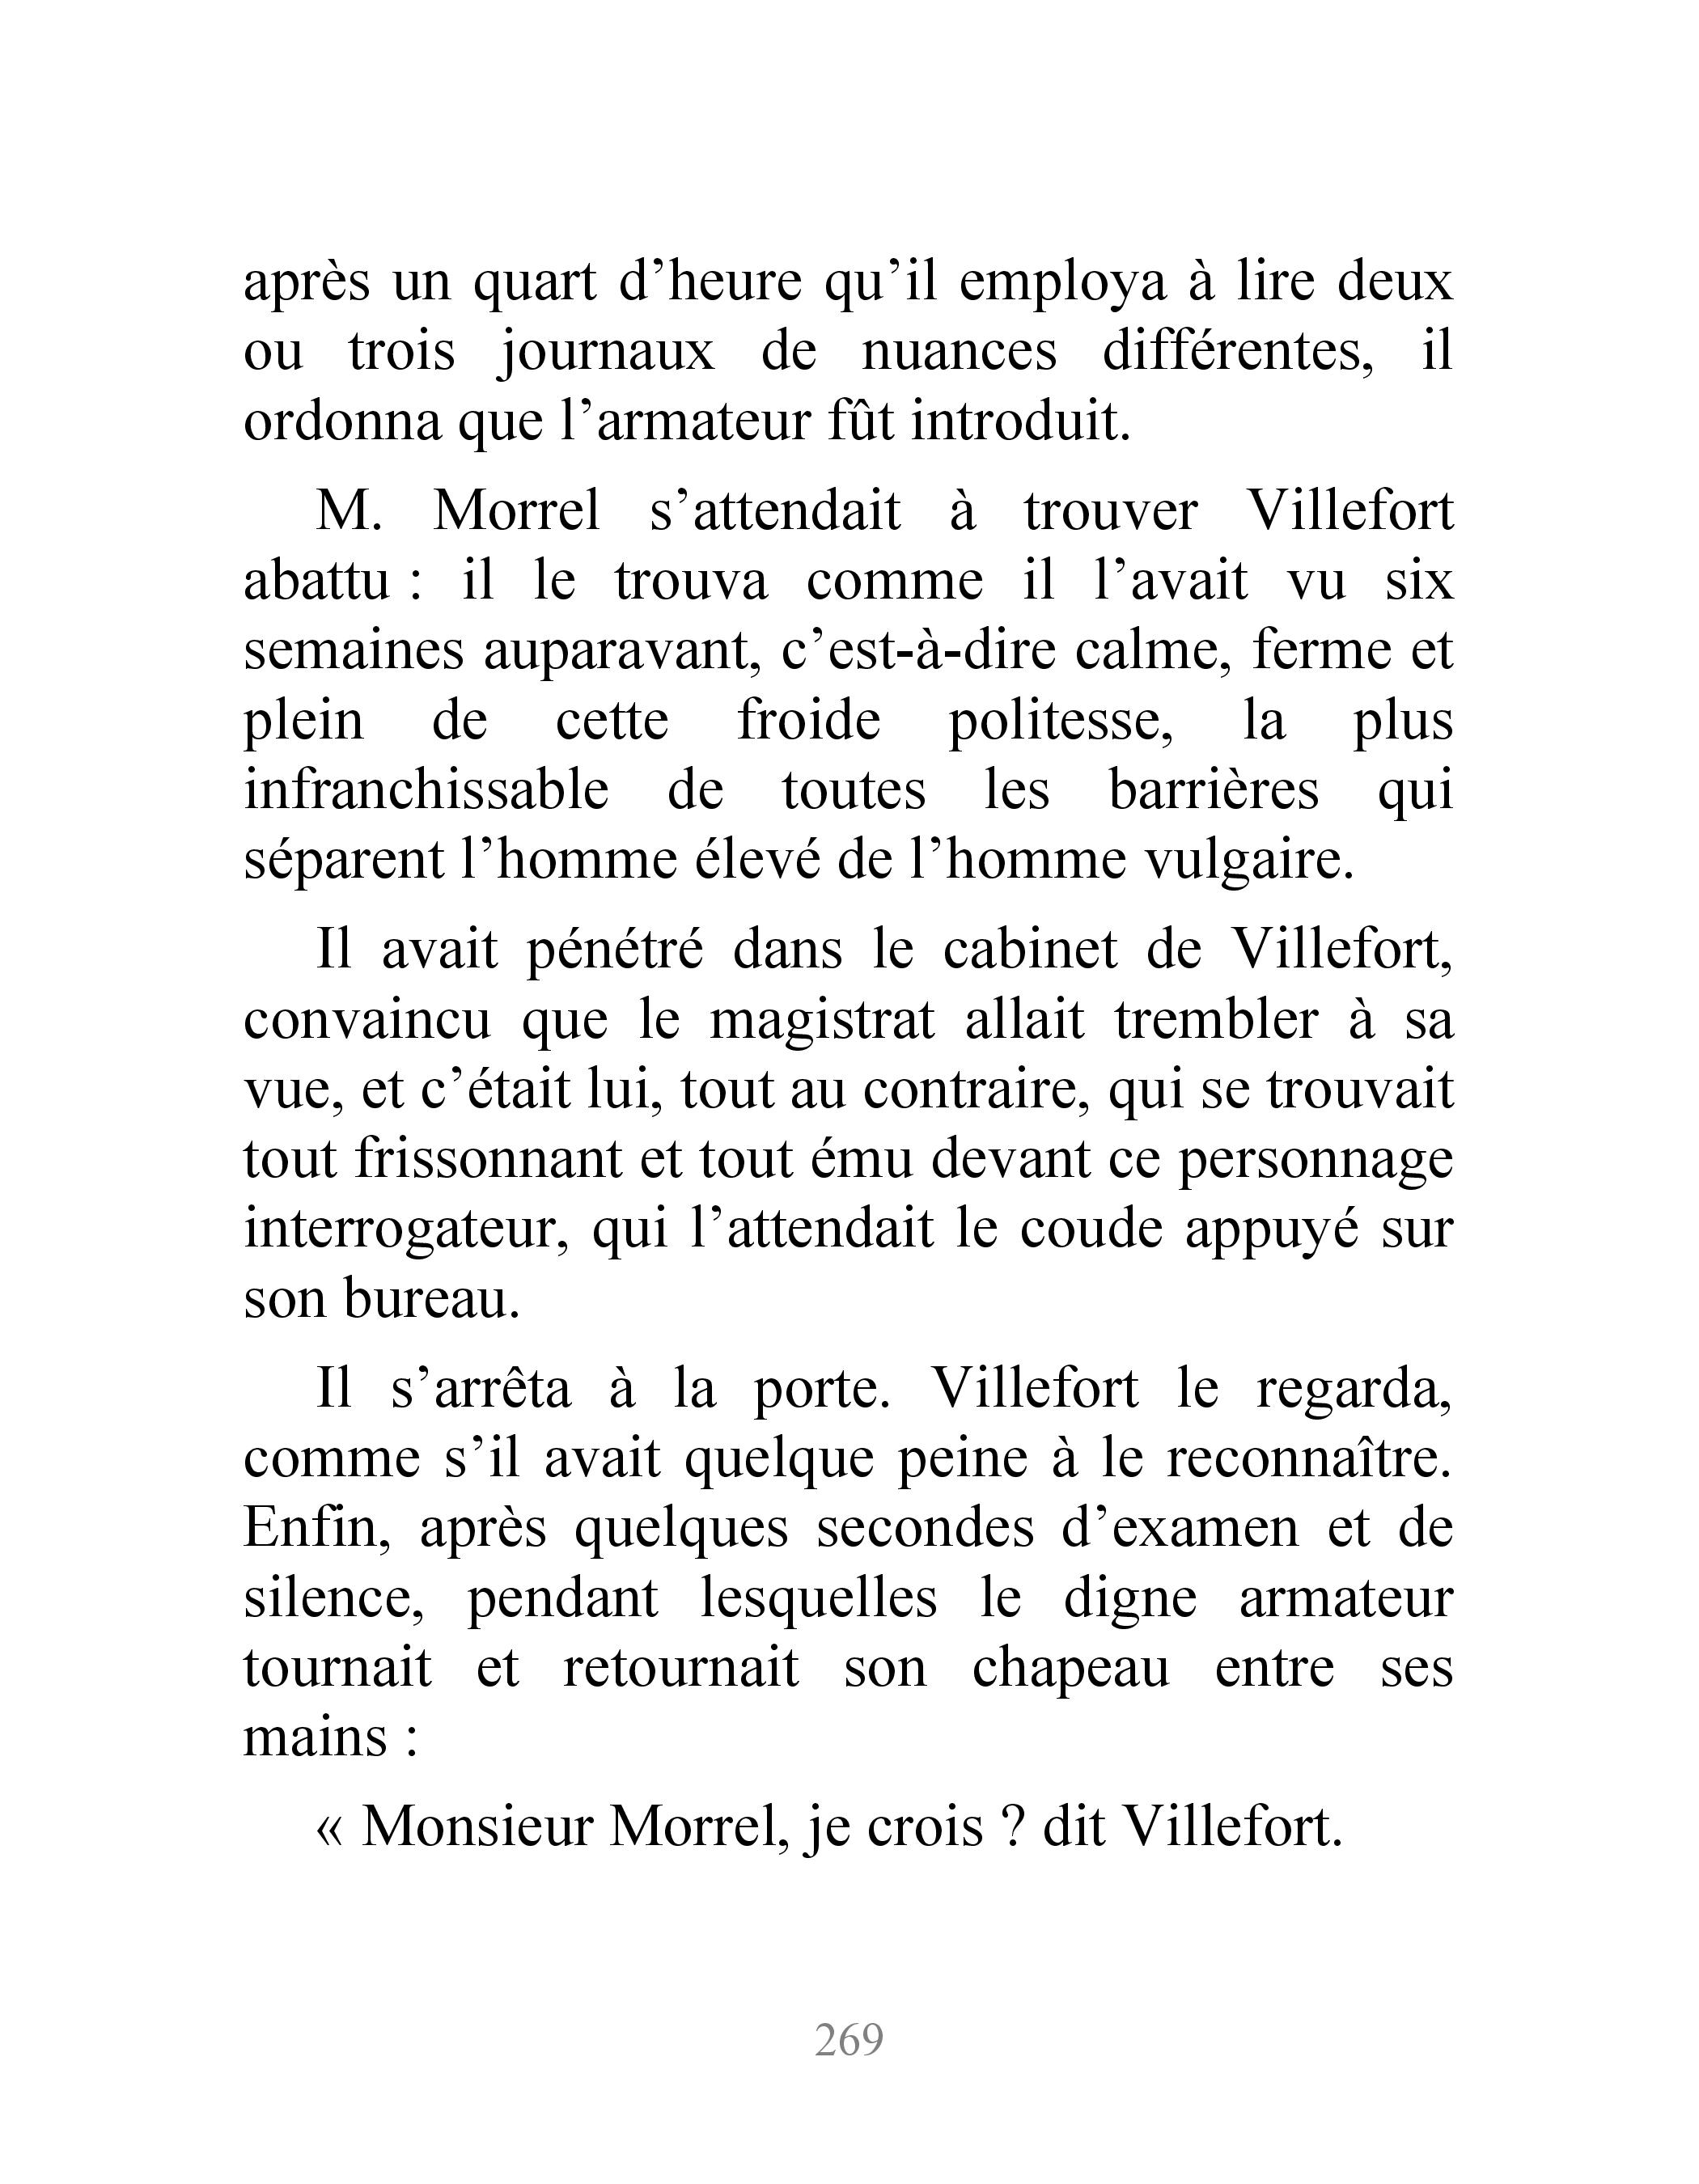 après un quart d’heure qu’il employa à lire deux
ou trois journaux de nuances différentes, il
ordonna que l’armateur fût introduit.
M. Morrel s’attendait à trouver Villefort
abattu : il le trouva comme il l’avait vu six
semaines auparavant, c’est-à-dire calme, ferme et
plein de cette froide politesse, la plus
infranchissable de toutes les barrières qui
séparent l’homme élevé de l’homme vulgaire.
Il avait pénétré dans le cabinet de Villefort,
convaincu que le magistrat allait trembler à sa
vue, et c’était lui, tout au contraire, qui se trouvait
tout frissonnant et tout ému devant ce personnage
interrogateur, qui l’attendait le coude appuyé sur
son bureau.
Il s’arrêta à la porte. Villefort le regarda,
comme s’il avait quelque peine à le reconnaître.
Enfin, après quelques secondes d’examen et de
silence, pendant lesquelles le digne armateur
tournait et retournait son chapeau entre ses
mains :
« Monsieur Morrel, je crois ? dit Villefort.
269